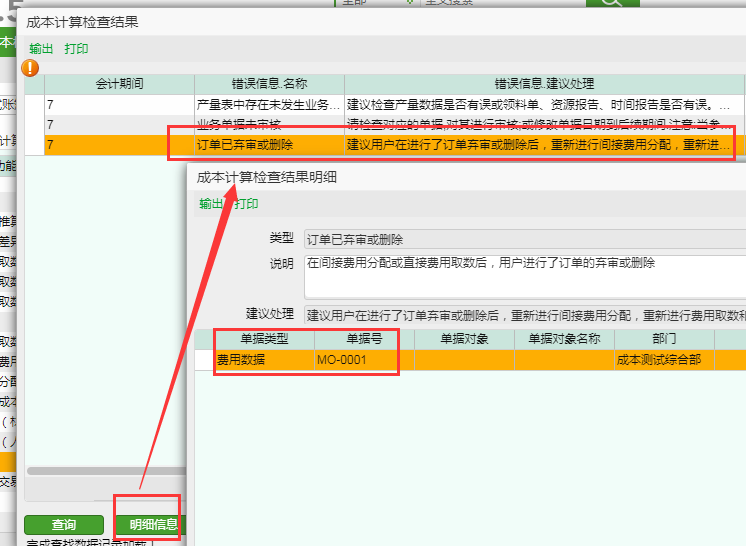 成本计算检查结果
输出 打印
会计期间 错误信息.名称 错误信息.建议处理
7 产量表中存在未发生业务... 建议检查产量数据是否有误或领料单、资源报告、时间报告是否有误。...
7 业务单据未审核 请检查对应的单据,对其进行审核;或修改单据日期到后续期间.注意:当参...
7 订单已弃审或删除 建议用户在进行了订单弃审或删除后，重新进行间接费用分配，重新进...
成本计算检查结果明细
输出 打印
类型 订单已弃审或删除
说明 在间接费用分配或直接费用取数后，用户进行了订单的弃审或删除
建议处理 建议用户在进行了订单弃审或删除后，重新进行间接费用分配，重新进行费用取数和
单据类型 单据号 单据对象 单据对象名称 部门
费用数据 MO-0001 成本测试综合部
查询 明细信息